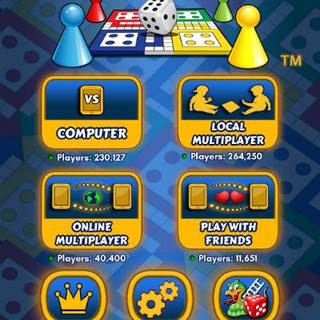 TM
VS
COMPUTER
Players: 230,127
LOCAL
MULTIPLAYER
Players: 264,250
ONLINE
MULTIPLAYER
Players: 40,400
PLAY WITH
FRIENDS
Players: 11,651